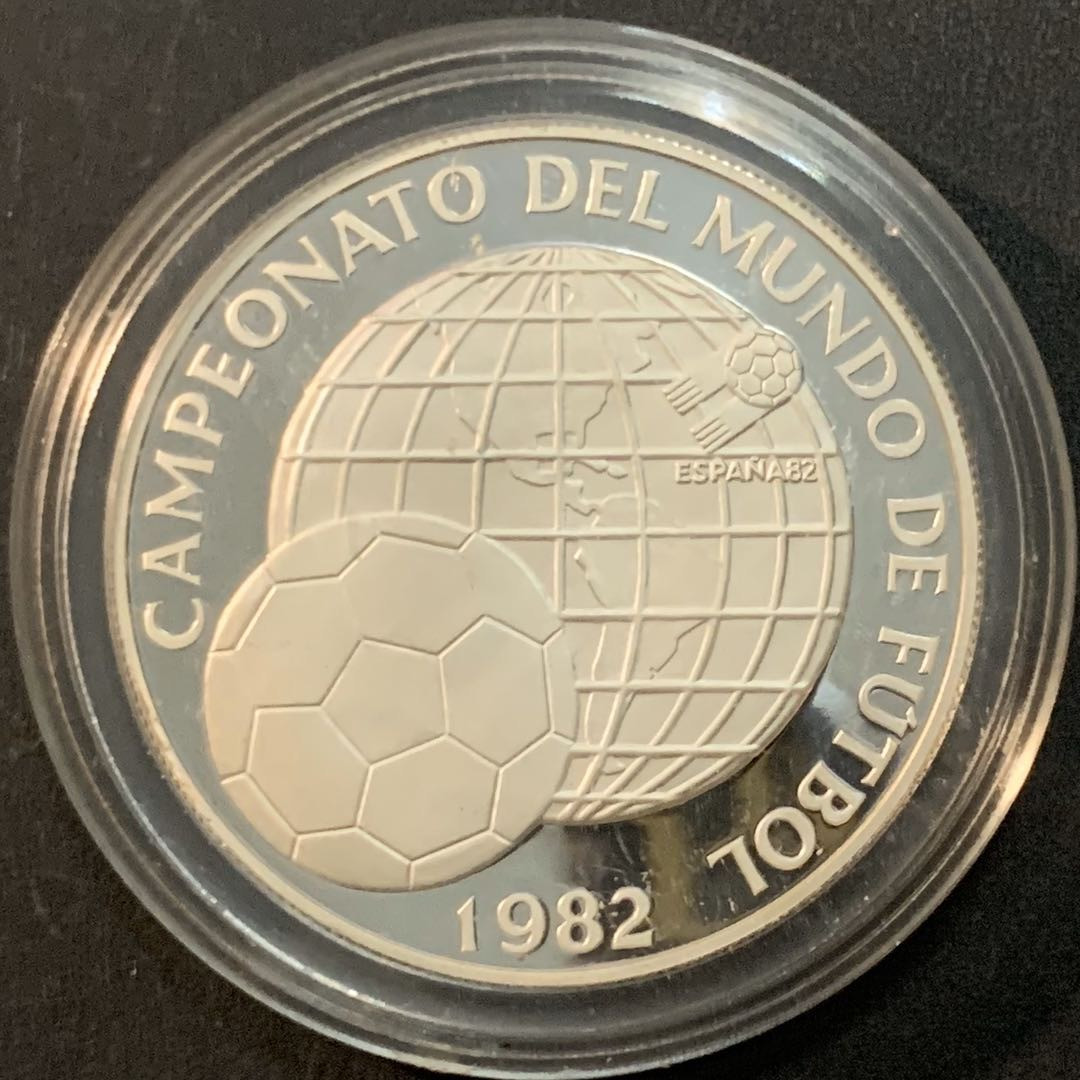 CAMPEONATO DEL MUNDO DE FÚTBOL
ESPAÑA82
1982